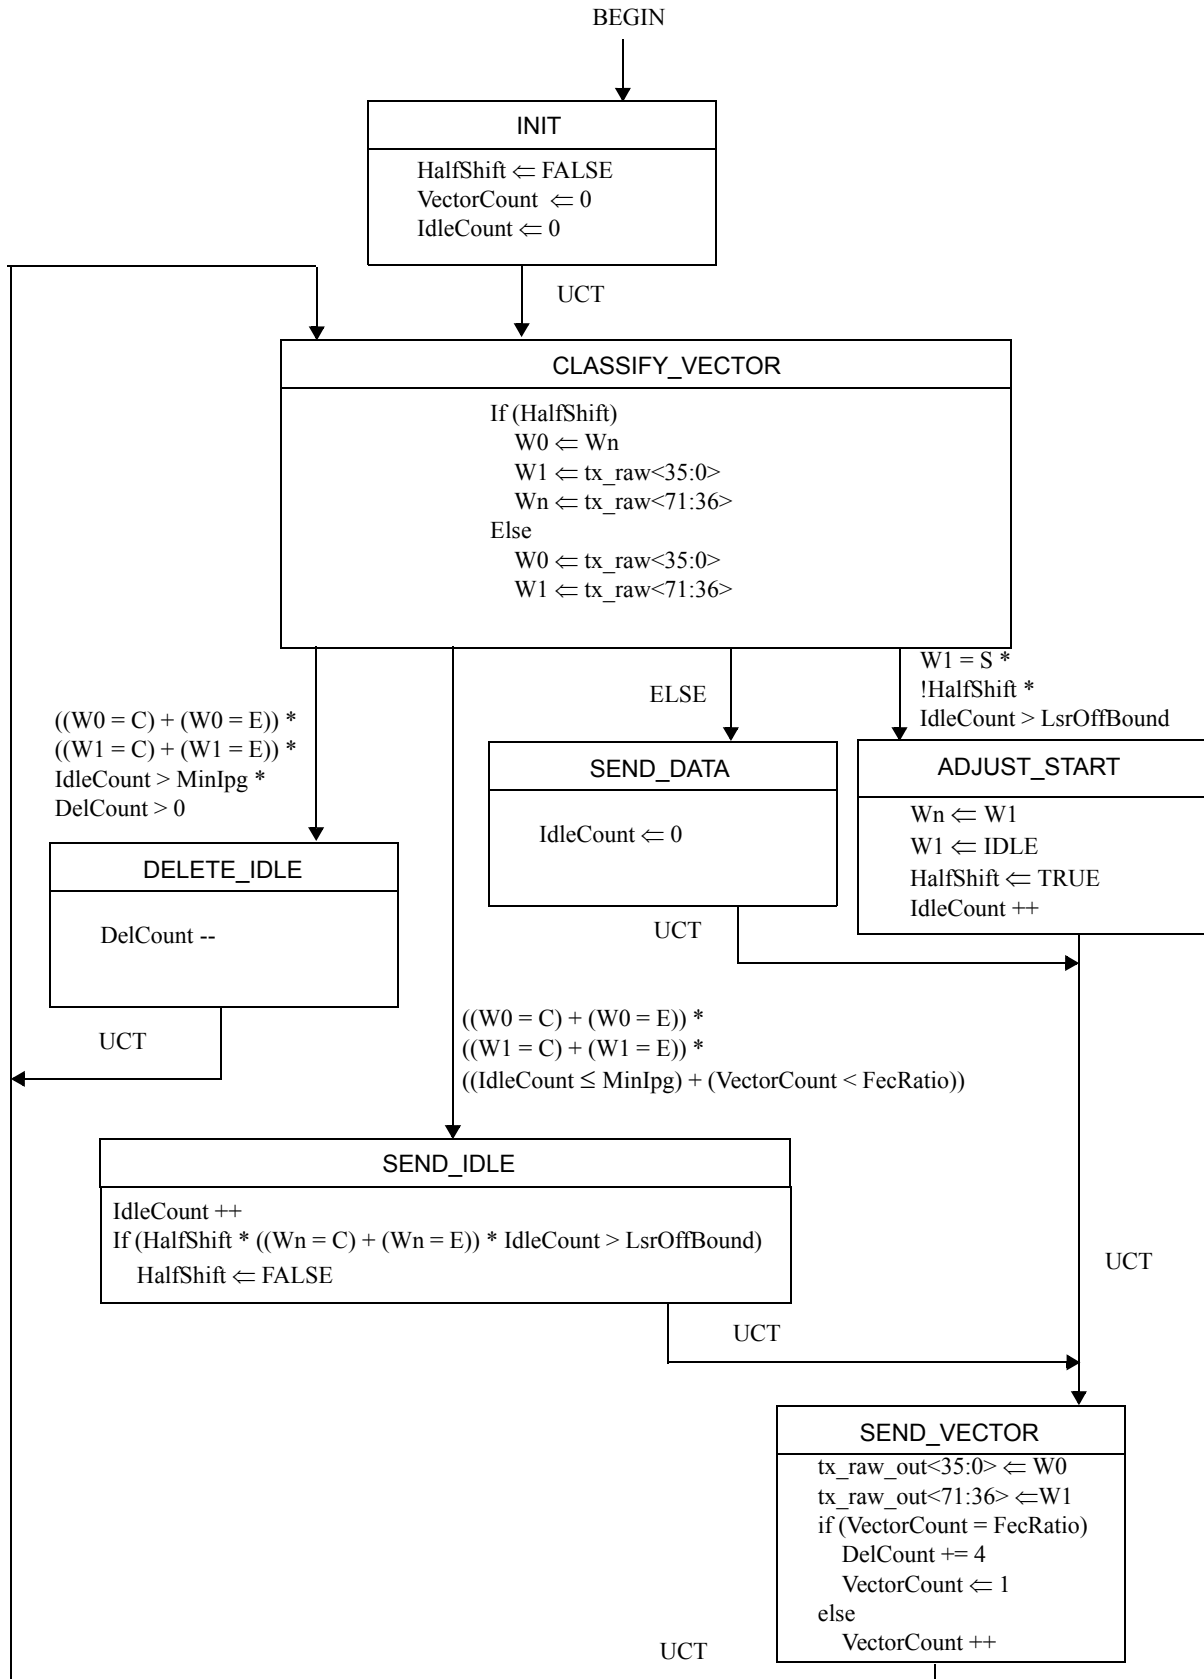 BEGIN
INIT
HalfShift ⇐ FALSE
VectorCount ⇐ 0
IdleCount ⇐ 0
UCT
CLASSIFY_VECTOR
If (HalfShift)
W0 ⇐ Wn
W1 ⇐ tx_raw<35:0>
Wn ⇐ tx_raw<71:36>
Else
W0 ⇐ tx_raw<35:0>
W1 ⇐ tx_raw<71:36>
((W0 = C) + (W0 = E)) *
((W1 = C) + (W1 = E)) *
IdleCount > MinIpg *
DelCount > 0
ELSE
W1 = S *
!HalfShift *
IdleCount > LsrOffBound
DELETE_IDLE
DelCount --
UCT
SEND_DATA
IdleCount ⇐ 0
UCT
ADJUST_START
Wn ⇐ W1
W1 ⇐ IDLE
HalfShift ⇐ TRUE
IdleCount ++
((W0 = C) + (W0 = E)) *
((W1 = C) + (W1 = E)) *
((IdleCount ≤ MinIpg) + (VectorCount < FecRatio))
SEND_IDLE
IdleCount ++
If (HalfShift * ((Wn = C) + (Wn = E)) * IdleCount > LsrOffBound)
HalfShift ⇐ FALSE
UCT
UCT
SEND_VECTOR
tx_raw_out<35:0> ⇐ W0
tx_raw_out<71:36> ⇐W1
if (VectorCount = FecRatio)
DelCount += 4
VectorCount ⇐ 1
else
VectorCount ++
UCT